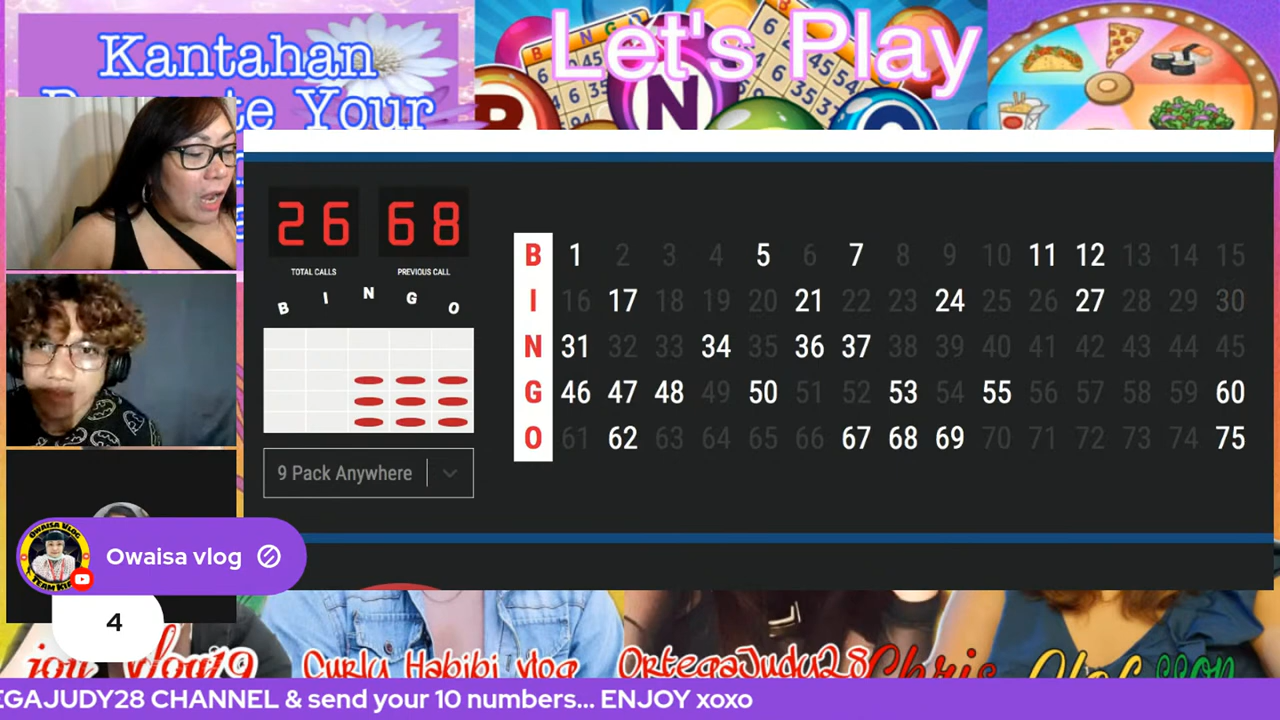 Kantahan
Let's Play
N
26 68
TOTAL CALLS PREVIOUS CALL
B I N G O
9 Pack Anywhere
B 1 2 3 4 5 6 7 8 9 10 11 12 13 14 15
I 16 17 18 19 20 21 22 23 24 25 26 27 28 29 30
N 31 32 33 34 35 36 37 38 39 40 41 42 43 44 45
G 46 47 48 49 50 51 52 53 54 55 56 57 58 59 60
O 61 62 63 64 65 66 67 68 69 70 71 72 73 74 75
OWAISA VLOG
Owaisa vlog
4
Curly Habibi vlog
OrtegaJudy28
Chris
EGAJUDY28 CHANNEL & send your 10 numbers... ENJOY xoxo